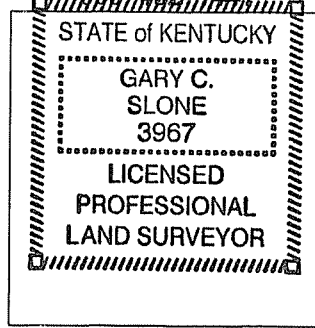 STATE of KENTUCKY
GARY C.
SLONE
3967
LICENSED
PROFESSIONAL
LAND SURVEYOR